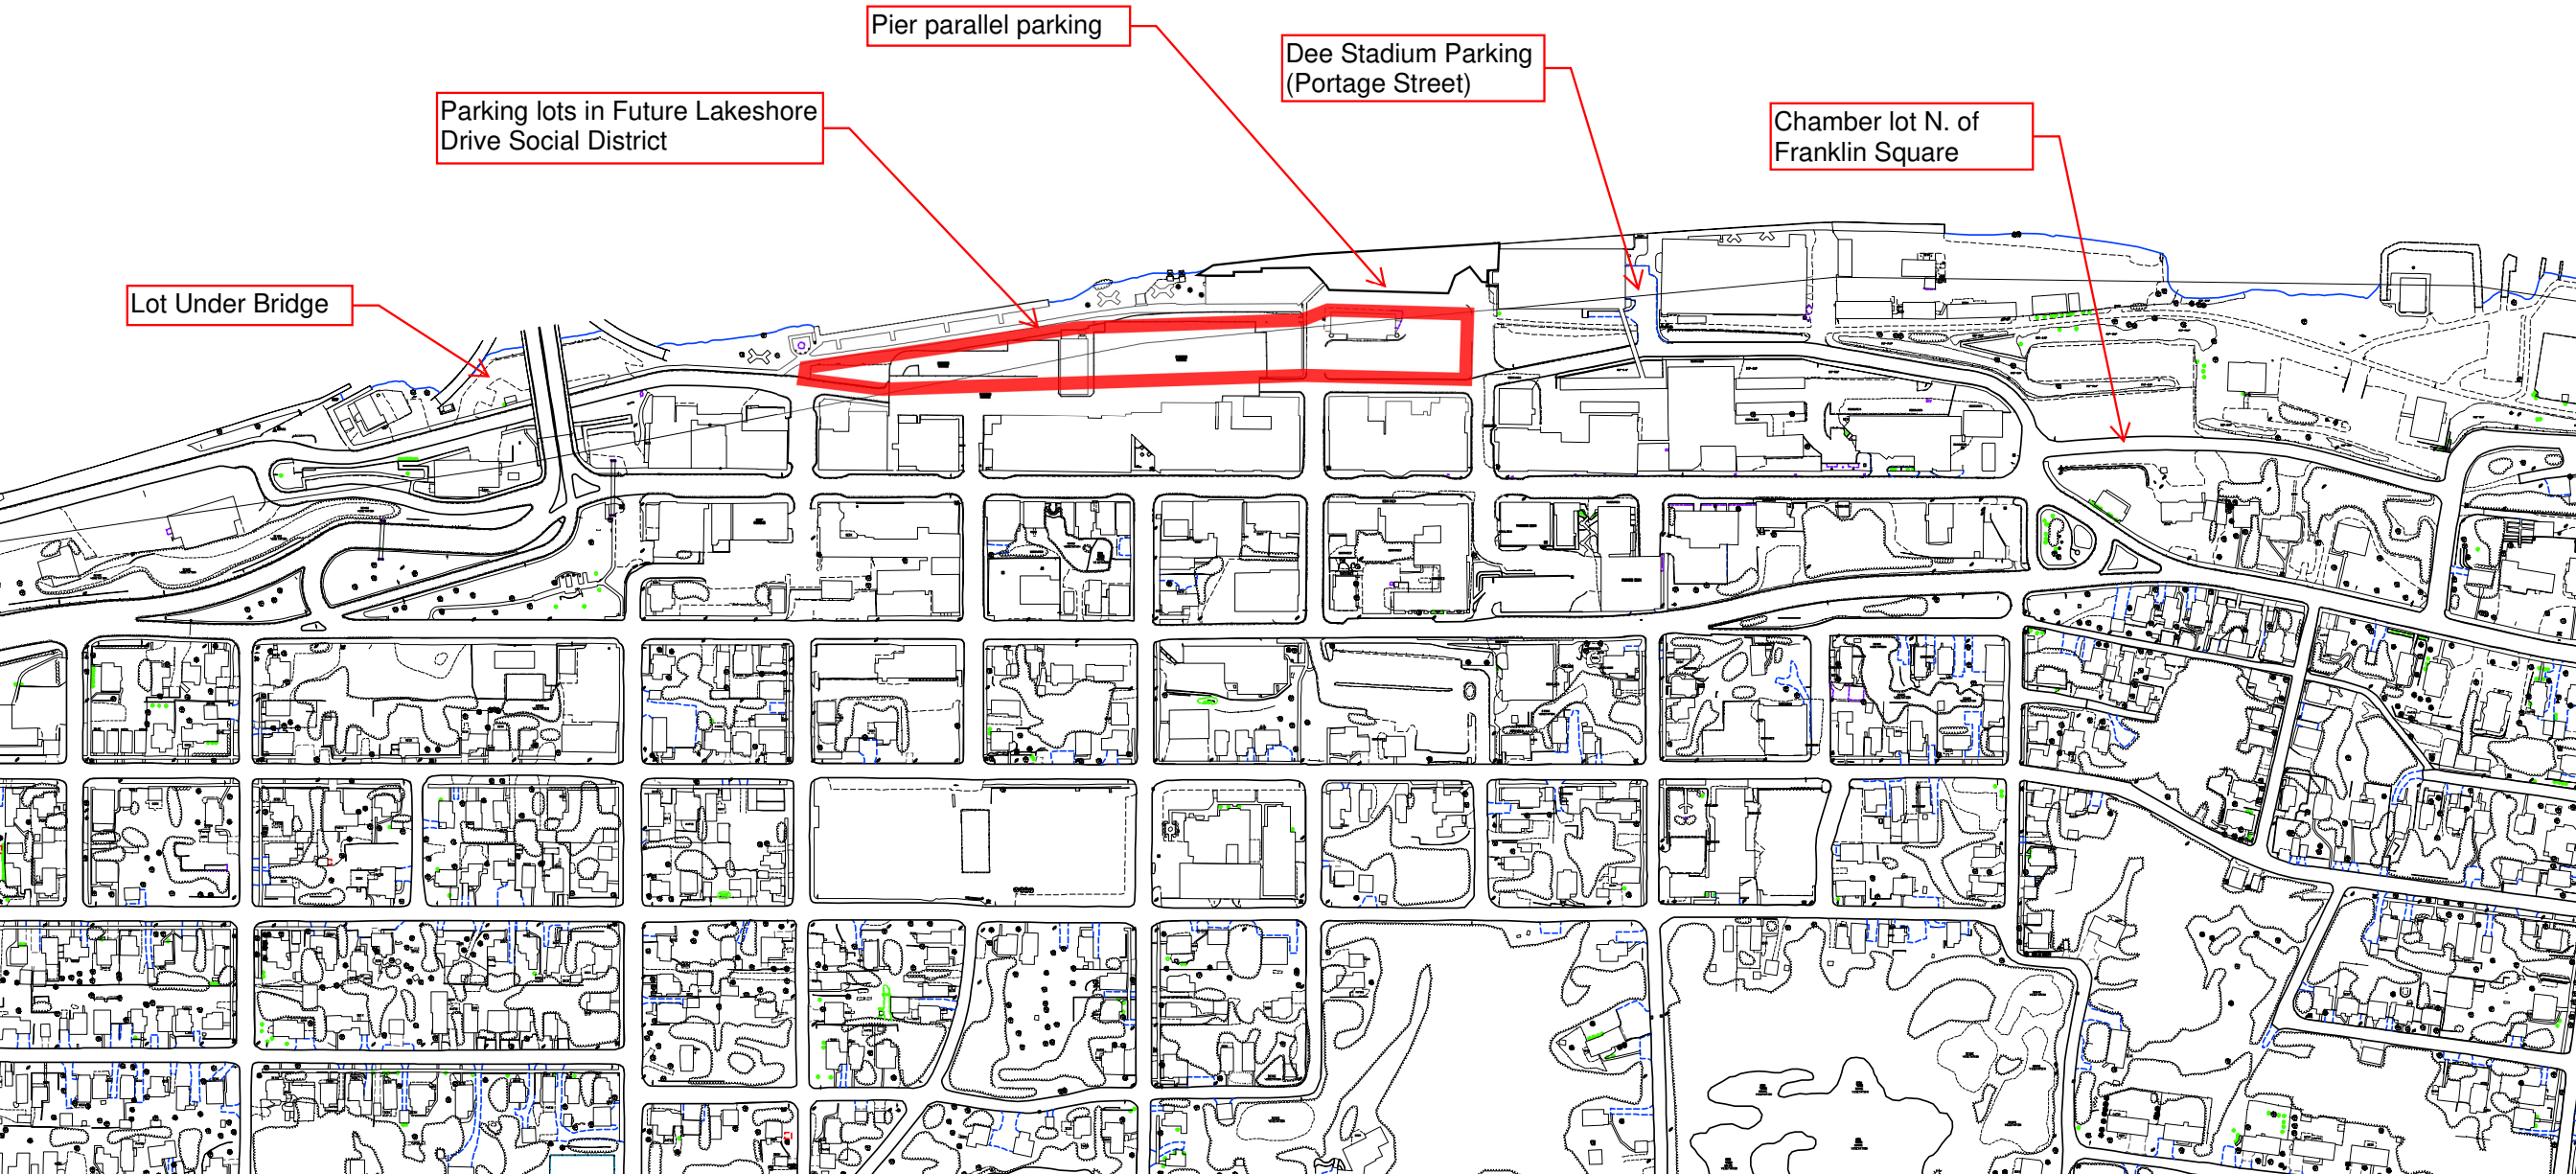 Pier parallel parking
Dee Stadium Parking
(Portage Street)
Parking lots in Future Lakeshore
Drive Social District
Chamber lot N. of
Franklin Square
Lot Under Bridge